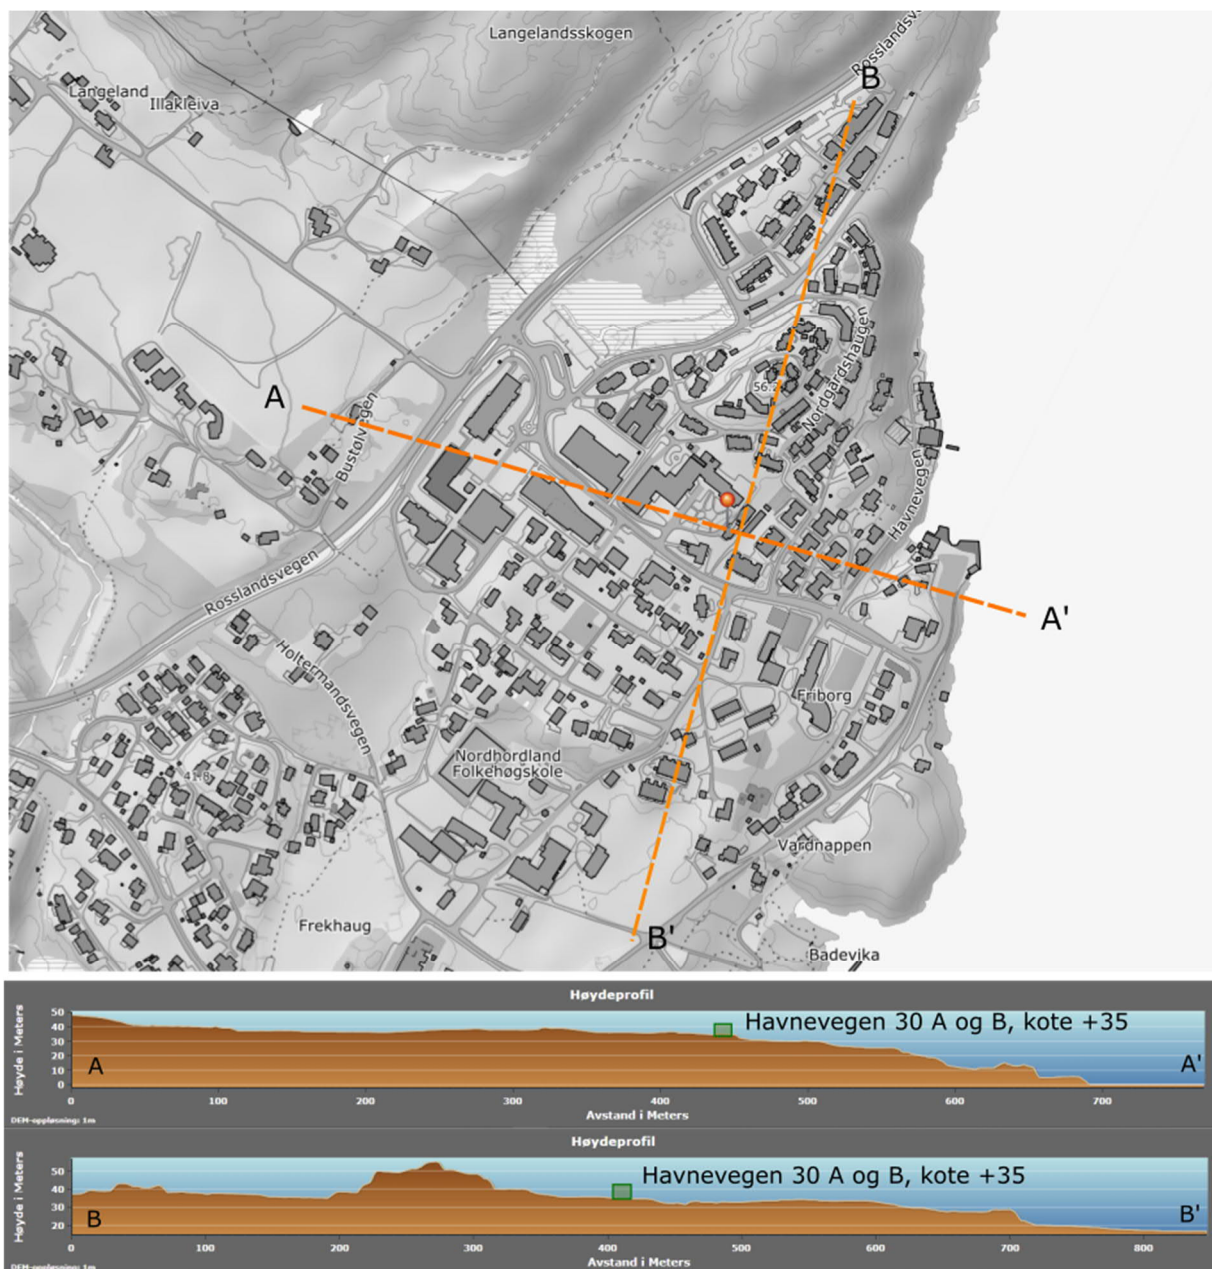 Langelandsskogen
Rosslandsv
B
Langeland
Illakleiva
A
Bustølvegen
56.
Nordgardshaugen
Havnevegen
A'
Rosslandsvegen
Holtermandsvegen
Friborg
Nordhordland
Folkehøgskole
41.8
Vardnappen
Frekhaug
B'
Badevika
Høydeprofil
Høyde i Meters
50
40
30
20
10
0
Havnevegen 30 A og B, kote +35
A
A'
0 100 200 300 400 500 600 700
Avstand i Meters
DEM-oppløsning: 1m
Høydeprofil
Høyde i Meters
50
40
30
20
Havnevegen 30 A og B, kote +35
B
B'
0 100 200 300 400 500 600 700 800
Avstand i Meters
DEM-oppløsning: 1m